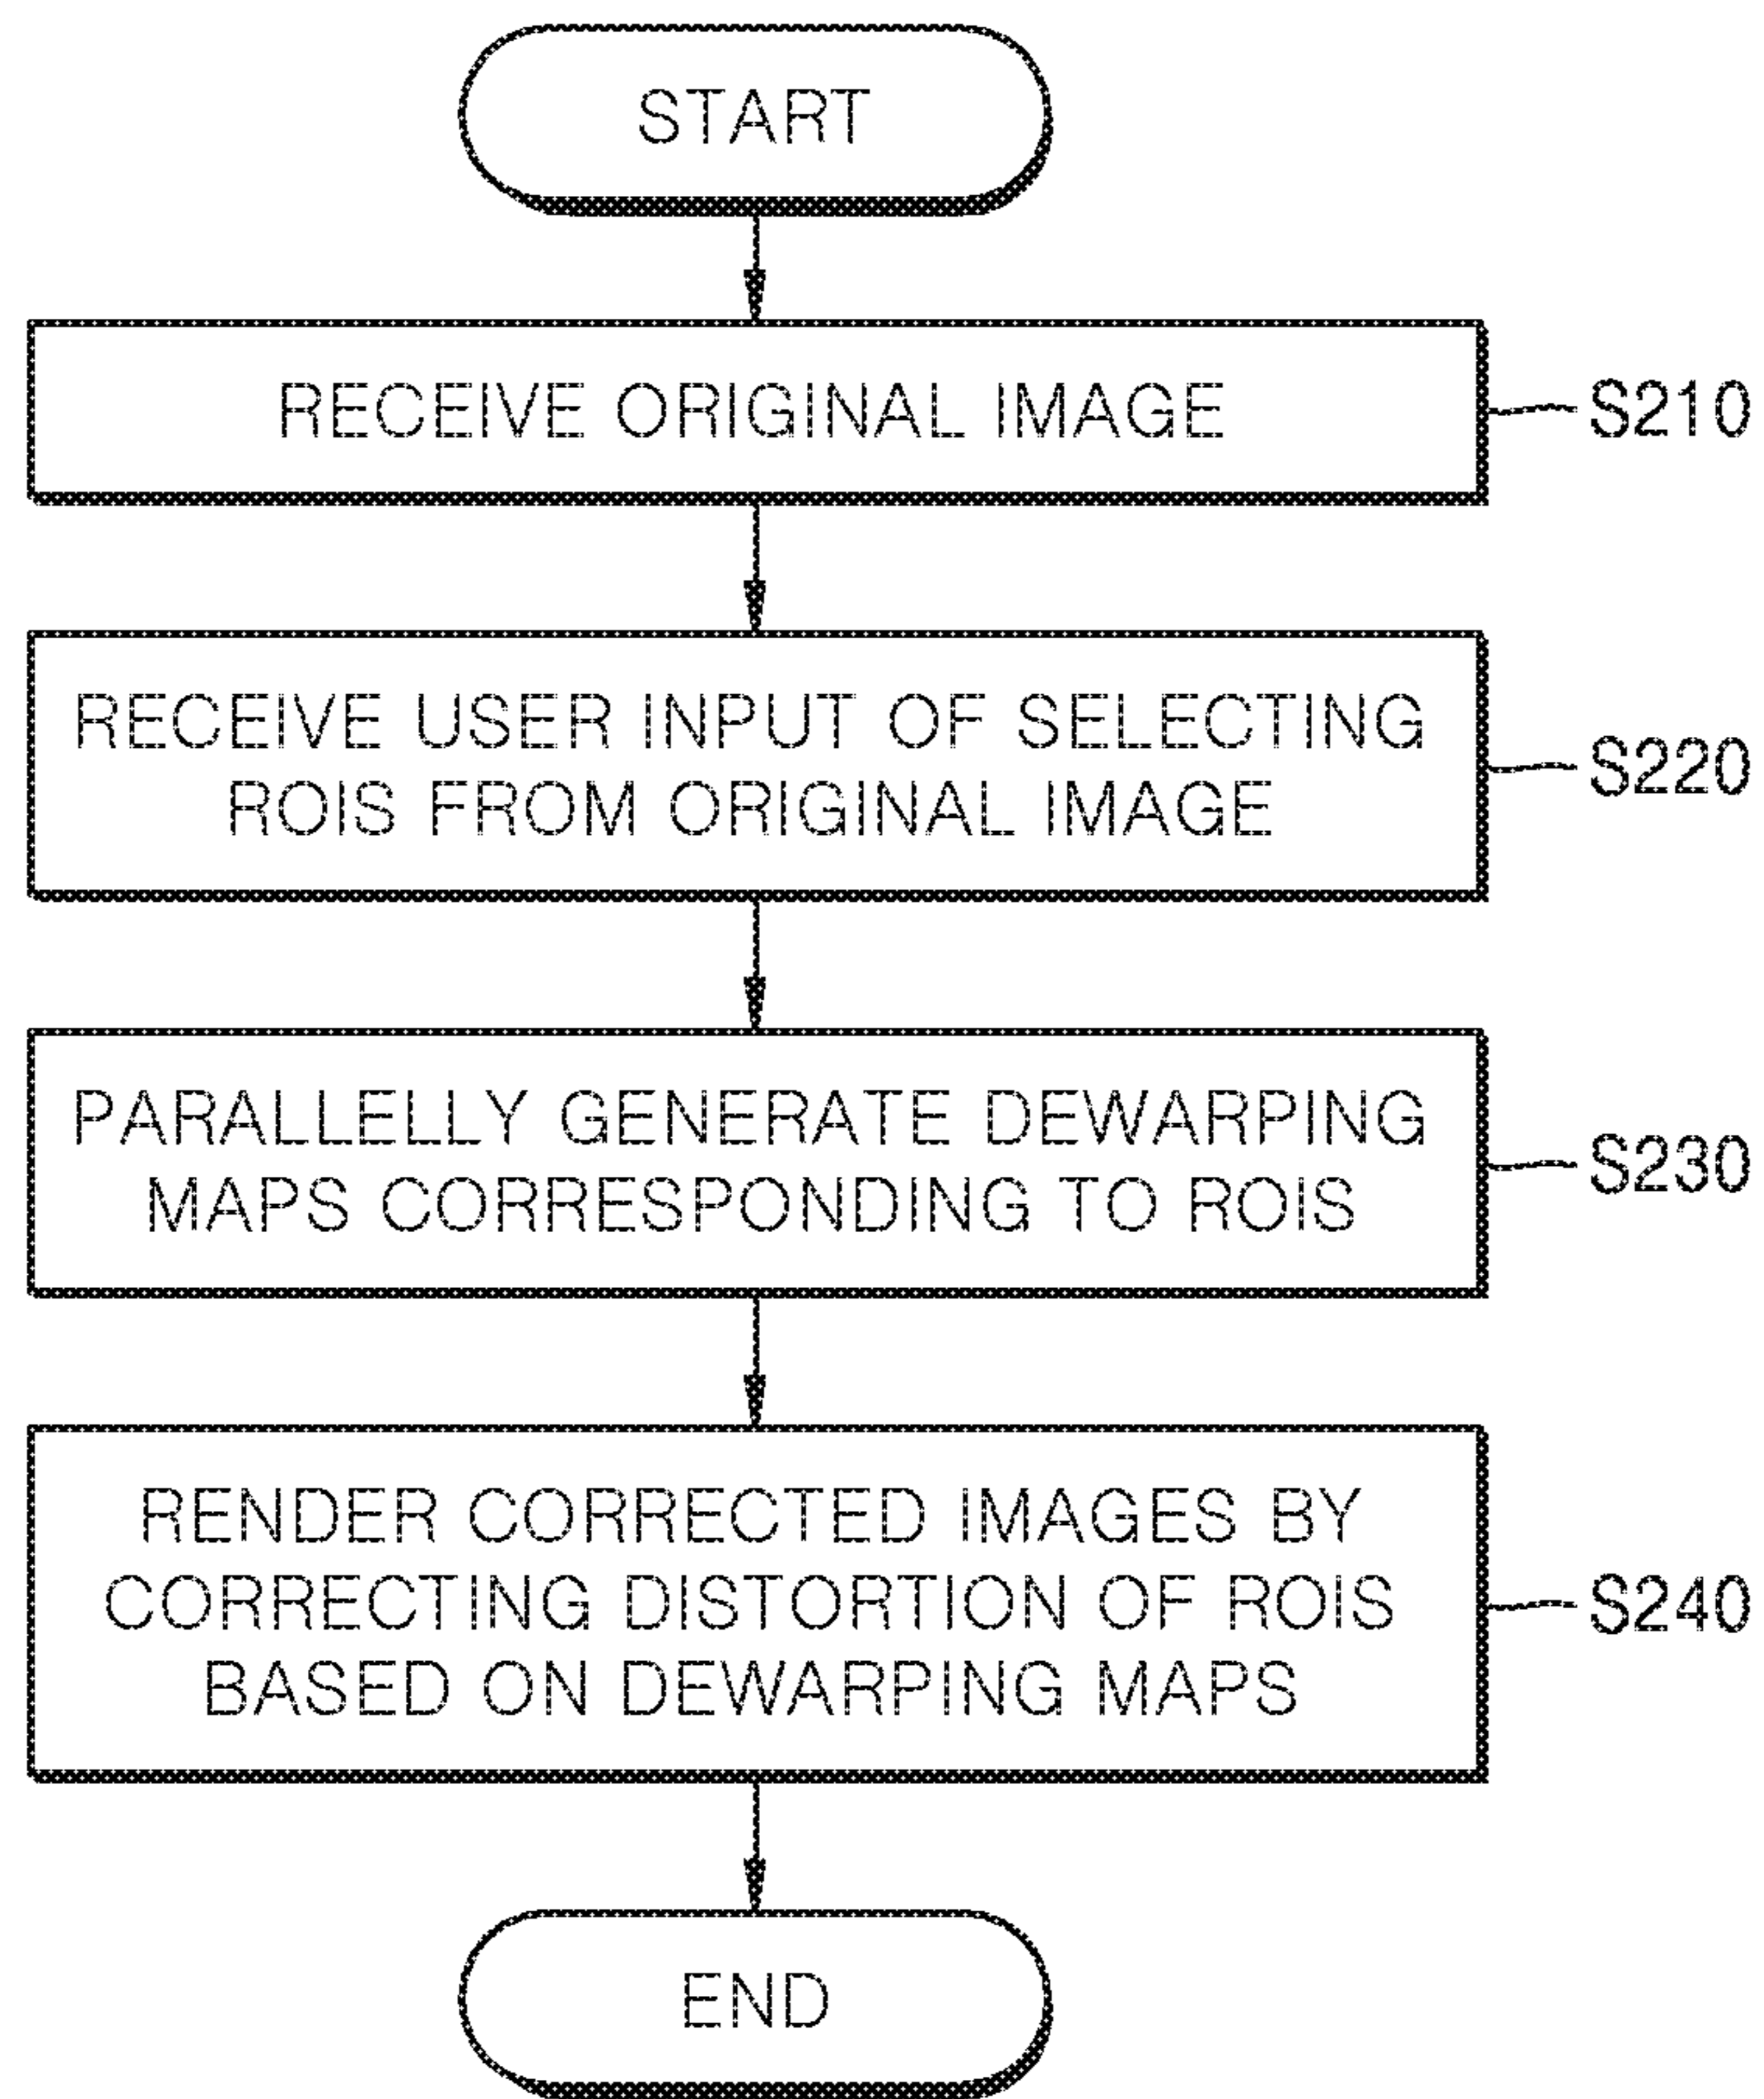 START
RECEIVE ORIGINAL IMAGE
S210
RECEIVE USER INPUT OF SELECTING
ROIS FROM ORIGINAL IMAGE
S220
PARALLELLY GENERATE DEWARPING
MAPS CORRESPONDING TO ROIS
S230
RENDER CORRECTED IMAGES BY
CORRECTING DISTORTION OF ROIS
BASED ON DEWARPING MAPS
S240
END